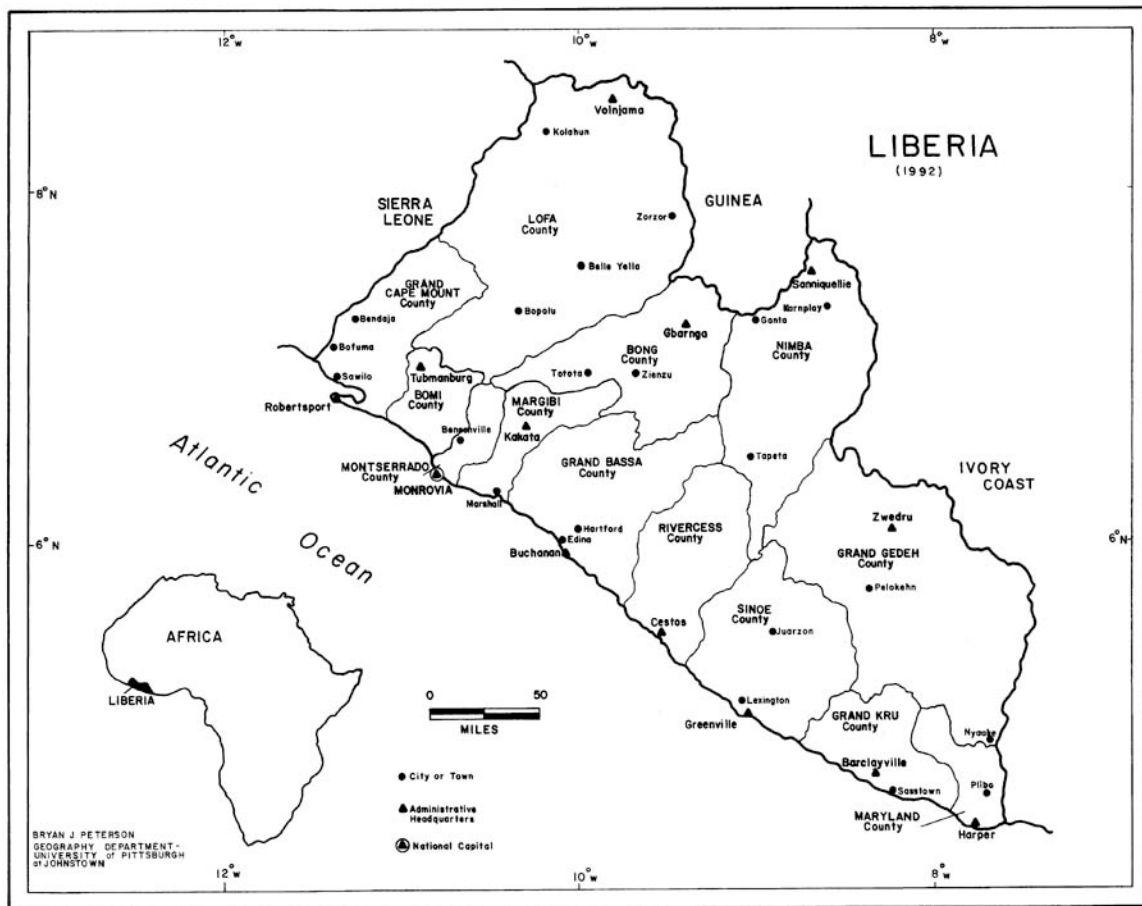 12°W
10°W
8°W
LIBERIA
(1992)
Voinjama
Kolahun
8°N
SIERRA
LEONE
GUINEA
LOFA
County
Zorzor
Belle Yella
Sanniquellie
GRAND
CAPE MOUNT
County
Karnplay
Bopolu
Bendaja
Ganta
Gbarnga
BONG
County
NIMBA
County
Bofuma
Tubmanburg
Totota
Zienzu
Sawilo
BOMI
County
MARGIBI
County
Robertsport
Bensonville
Kakata
Atlantic
Ocean
GRAND BASSA
County
Tapeta
MONTSERRADO
County
MONROVIA
IVORY
COAST
Marshall
Zwedru
Hartford
RIVERCESS
County
Edina
6°N
6°N
Buchanan
GRAND GEDEH
County
Pelokehn
SINOE
County
Cestos
Juarzon
AFRICA
LIBERIA
0 50
MILES
Lexington
Greenville
GRAND KRU
County
Nyaake
Barclayville
Sasstown
Plibo
MARYLAND
County
Harper
City or Town
Administrative
Headquarters
National Capital
BRYAN J PETERSON
GEOGRAPHY DEPARTMENT-
UNIVERSITY of PITTSBURGH
at JOHNSTOWN
12°W
10°W
8°W